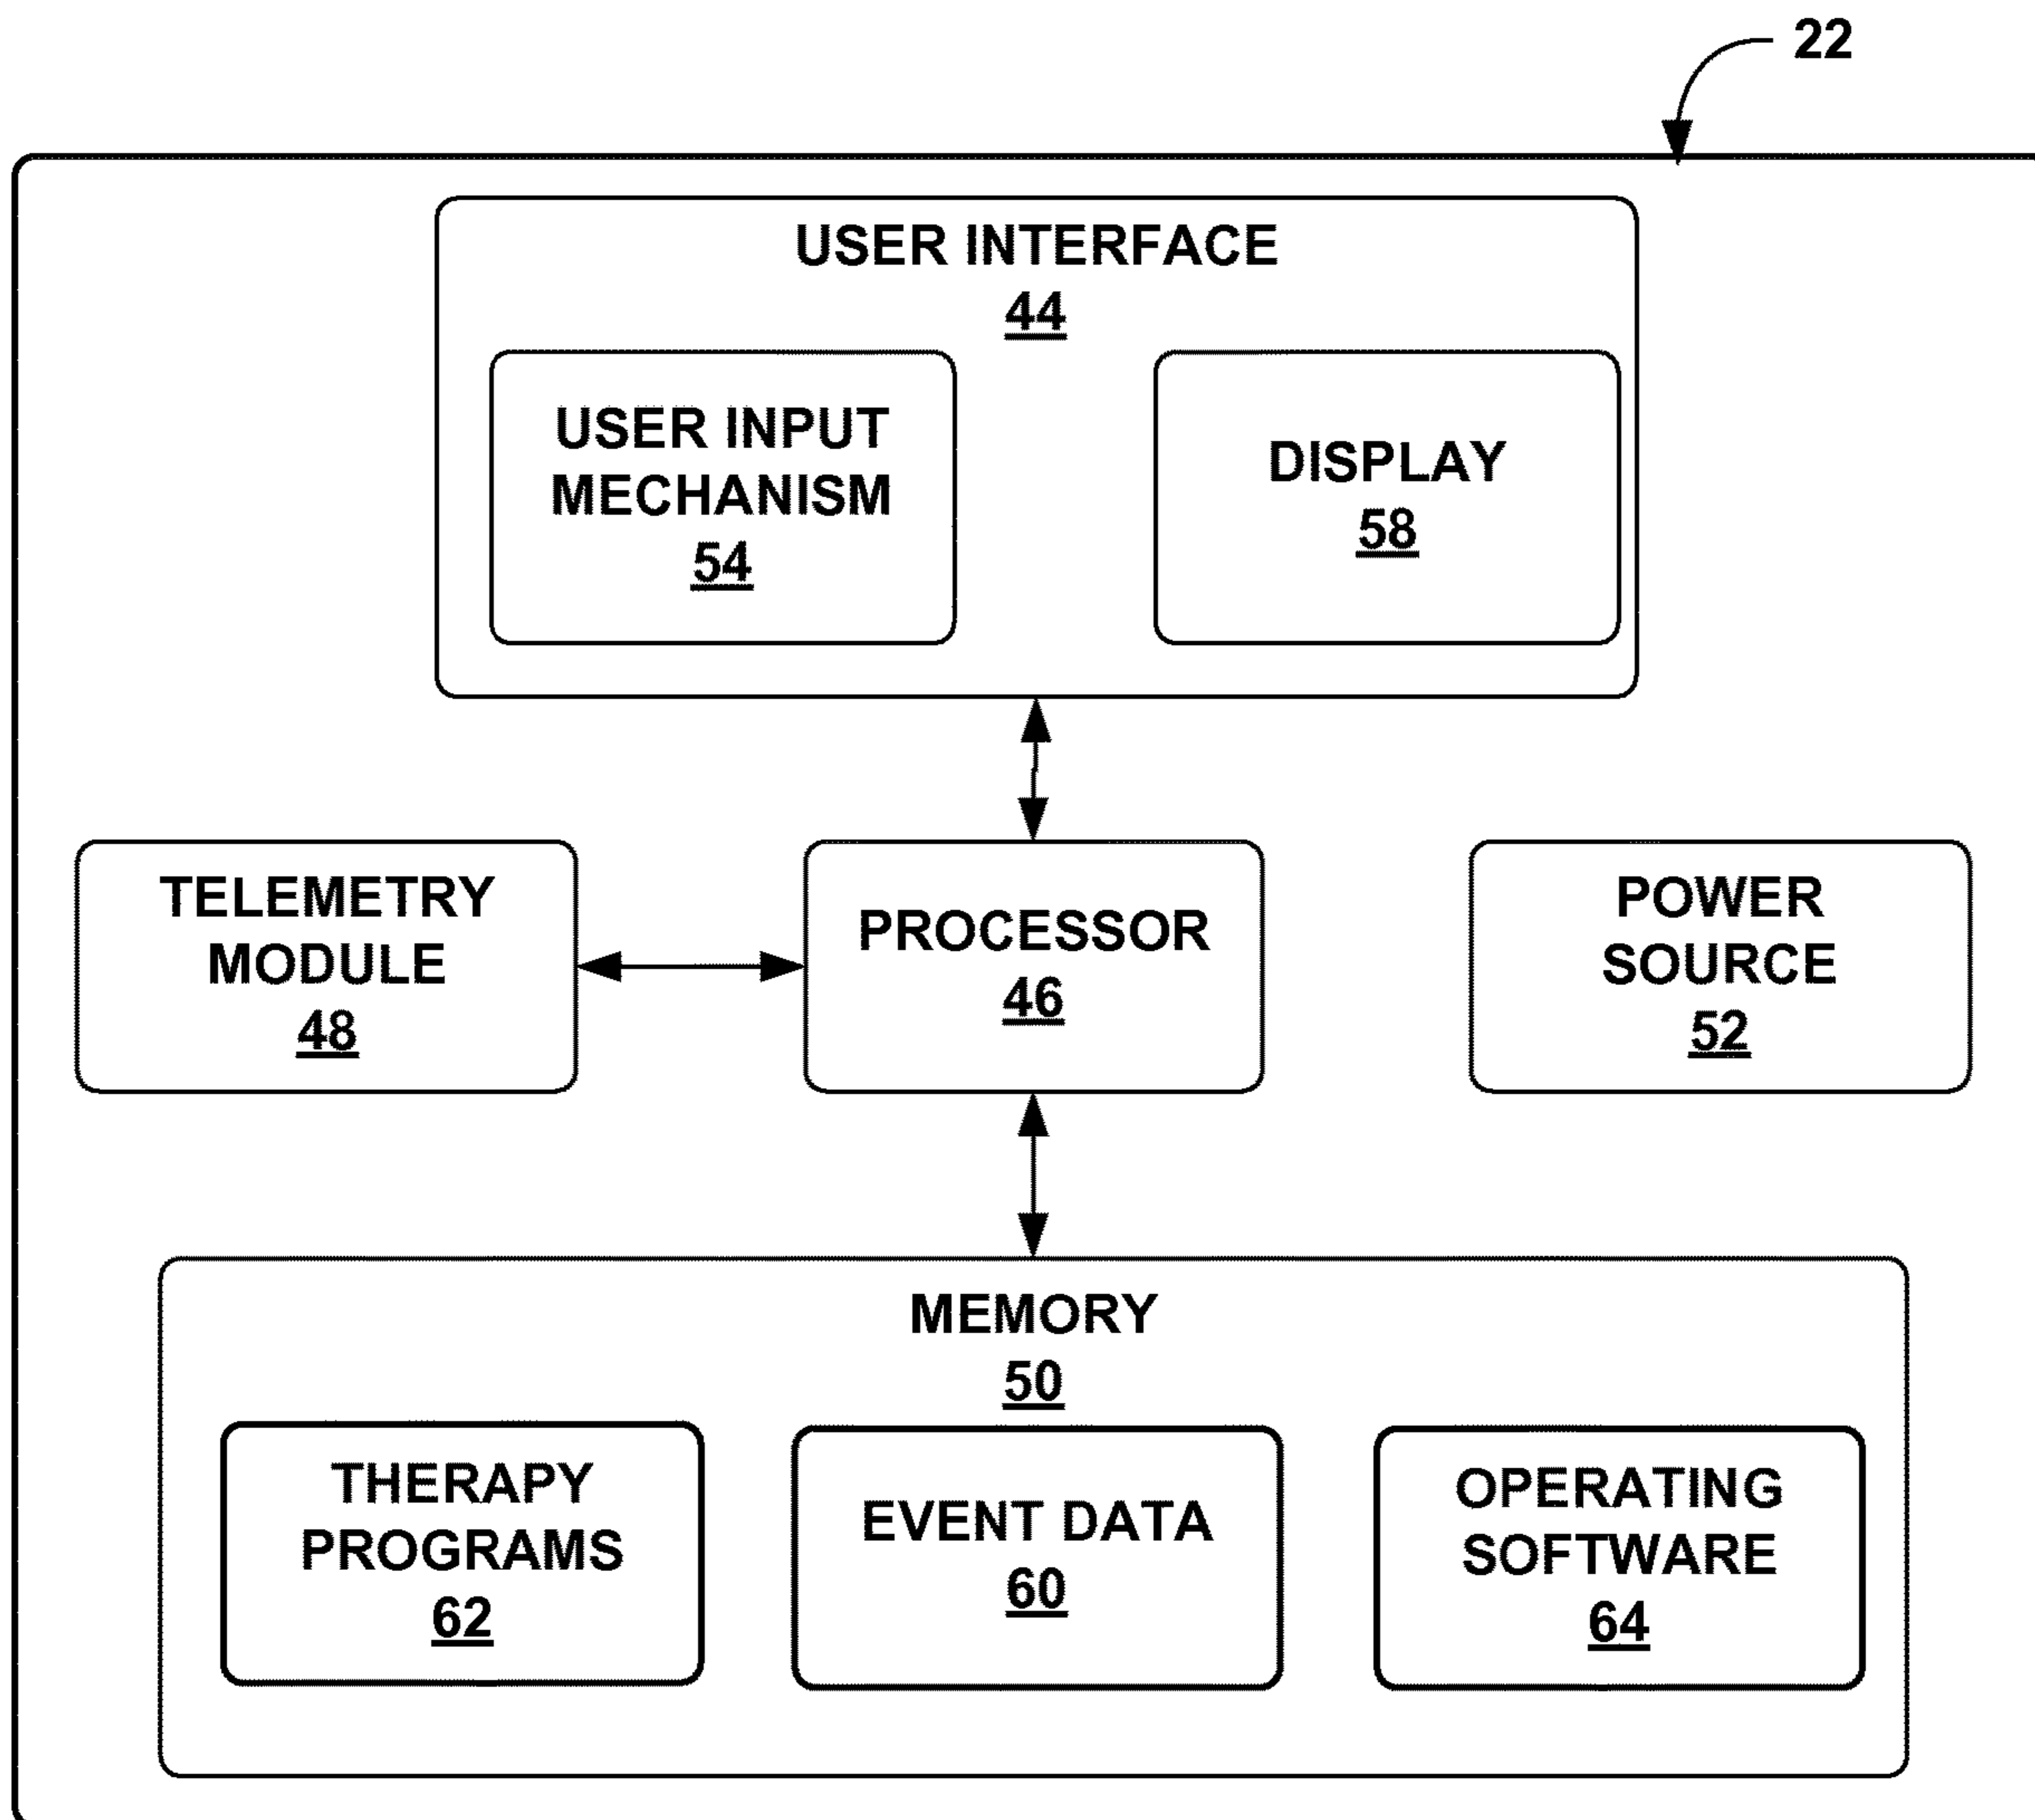 22
USER INTERFACE
44
USER INPUT
MECHANISM
54
DISPLAY
58
TELEMETRY
MODULE
48
PROCESSOR
46
POWER
SOURCE
52
MEMORY
50
THERAPY
PROGRAMS
62
EVENT DATA
60
OPERATING
SOFTWARE
64